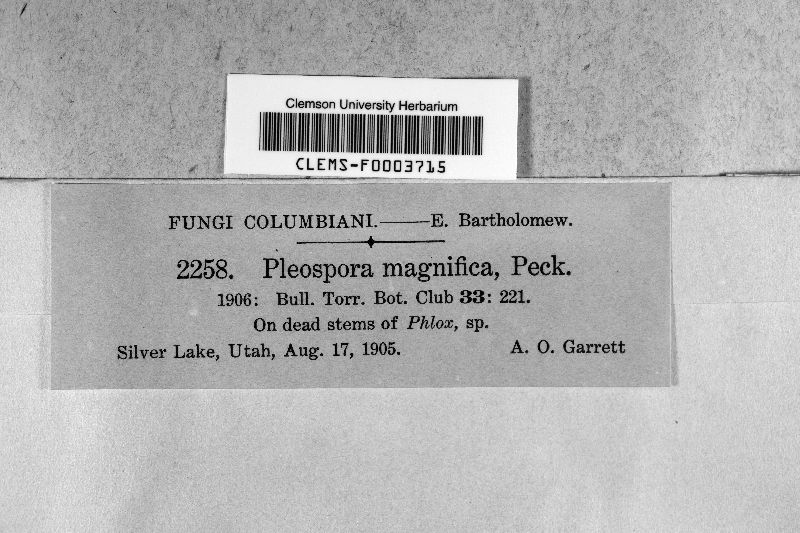 Clemson University Herbarium
CLEMS-F0003715
FUNGI COLUMBIANI.——E. Bartholomew.
2258. Pleospora magnifica, Peck.
1906: Bull. Torr. Bot. Club 33: 221.
On dead stems of Phlox, sp.
Silver Lake, Utah, Aug. 17, 1905. A. O. Garrett